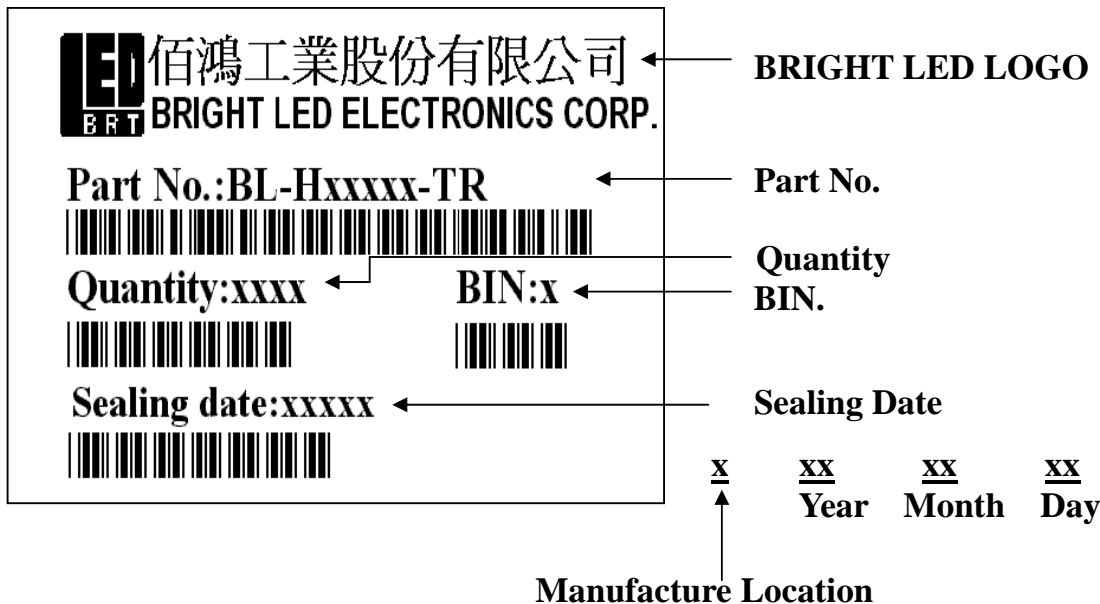 LED
BRT
佰鴻工業股份有限公司
BRIGHT LED ELECTRONICS CORP.
BRIGHT LED LOGO
Part No.:BL-Hxxxxx-TR
Part No.
Quantity:xxxx
BIN:x
Quantity
BIN.
Sealing date:xxxxx
Sealing Date
x xx xx xx
Year Month Day
Manufacture Location